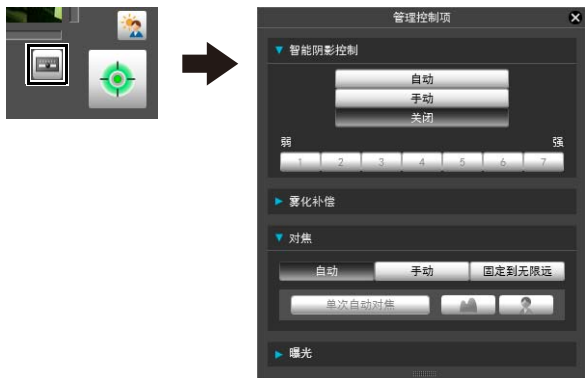 管理控制项
智能阴影控制
自动
手动
关闭
弱 强
1 2 3 4 5 6 7
雾化补偿
对焦
自动 手动 固定到无限远
单次自动对焦
曝光